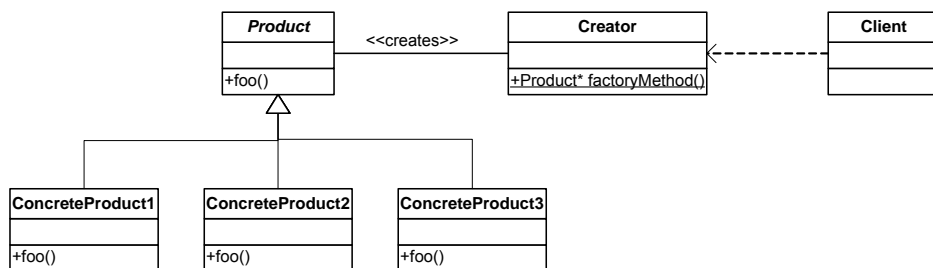 Product
<<creates>>
Creator
Client
+foo()
+Product* factoryMethod()
ConcreteProduct1
ConcreteProduct2
ConcreteProduct3
+foo()
+foo()
+foo()